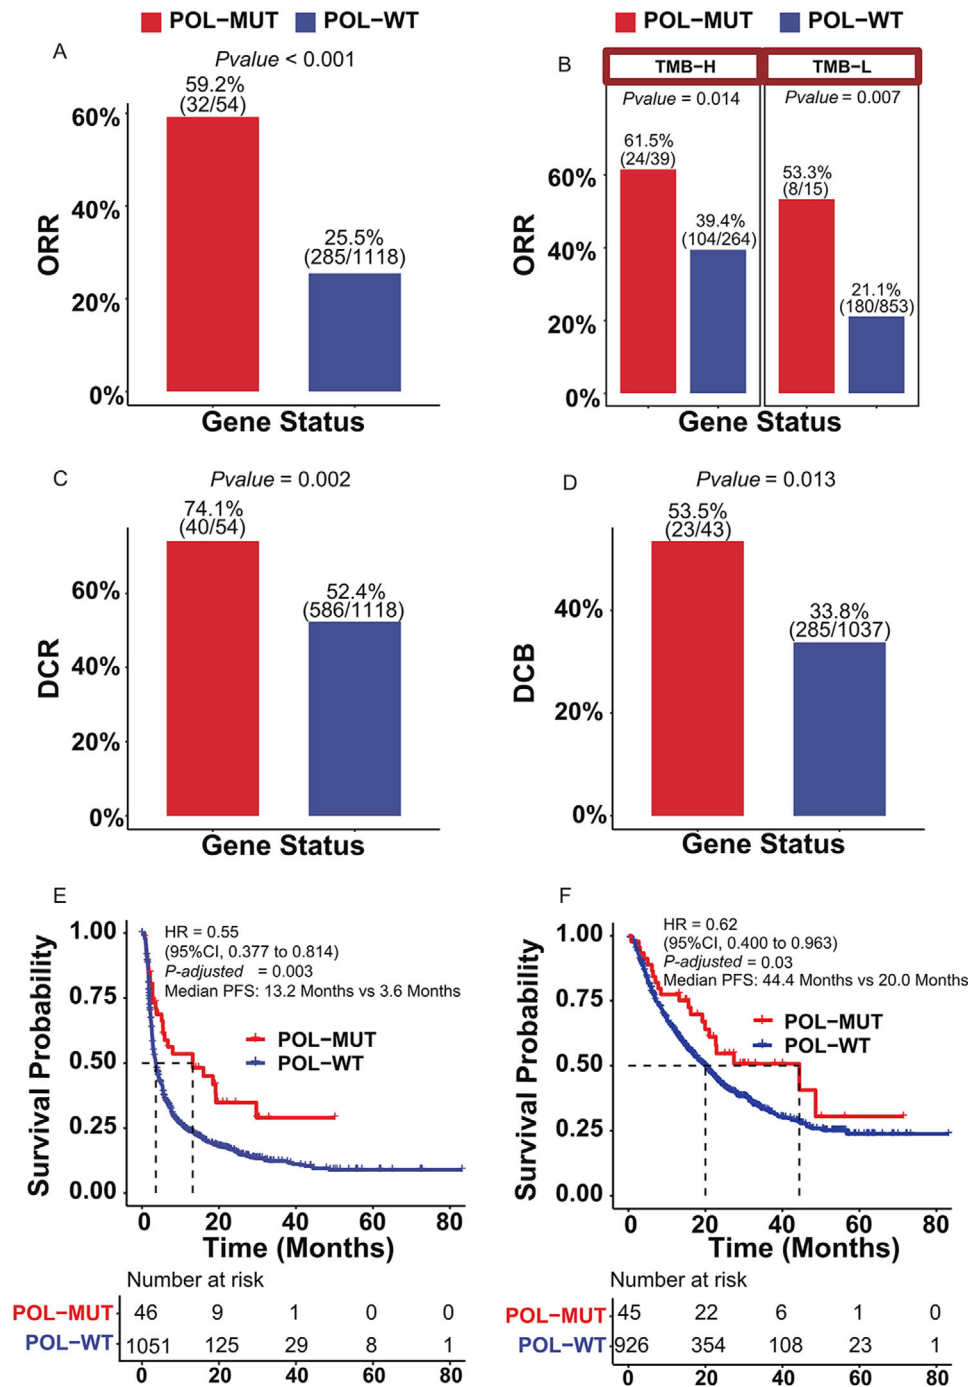 POL-MUT POL-WT
A
Pvalue < 0.001
59.2%
(32/54)
25.5%
(285/1118)
60%
40%
20%
0%
ORR
Gene Status
POL-MUT POL-WT
B
TMB-H TMB-L
Pvalue = 0.014 Pvalue = 0.007
61.5%
(24/39)
39.4%
(104/264)
53.3%
(8/15)
21.1%
(180/853)
60%
40%
20%
0%
ORR
Gene Status
C
Pvalue = 0.002
74.1%
(40/54)
52.4%
(586/1118)
60%
40%
20%
0%
DCR
Gene Status
D
Pvalue = 0.013
53.5%
(23/43)
33.8%
(285/1037)
40%
20%
0%
DCB
Gene Status
E
HR = 0.55
(95%CI, 0.377 to 0.814)
P-adjusted = 0.003
Median PFS: 13.2 Months vs 3.6 Months
POL-MUT
POL-WT
1.00
0.75
0.50
0.25
0.00
Survival Probability
0 20 40 60 80
Time (Months)
Number at risk
POL-MUT 46 9 1 0 0
POL-WT 1051 125 29 8 1
0 20 40 60 80
F
HR = 0.62
(95%CI, 0.400 to 0.963)
P-adjusted = 0.03
Median PFS: 44.4 Months vs 20.0 Months
POL-MUT
POL-WT
1.00
0.75
0.50
0.25
0.00
Survival Probability
0 20 40 60 80
Time (Months)
Number at risk
POL-MUT 45 22 6 1 0
POL-WT 926 354 108 23 1
0 20 40 60 80